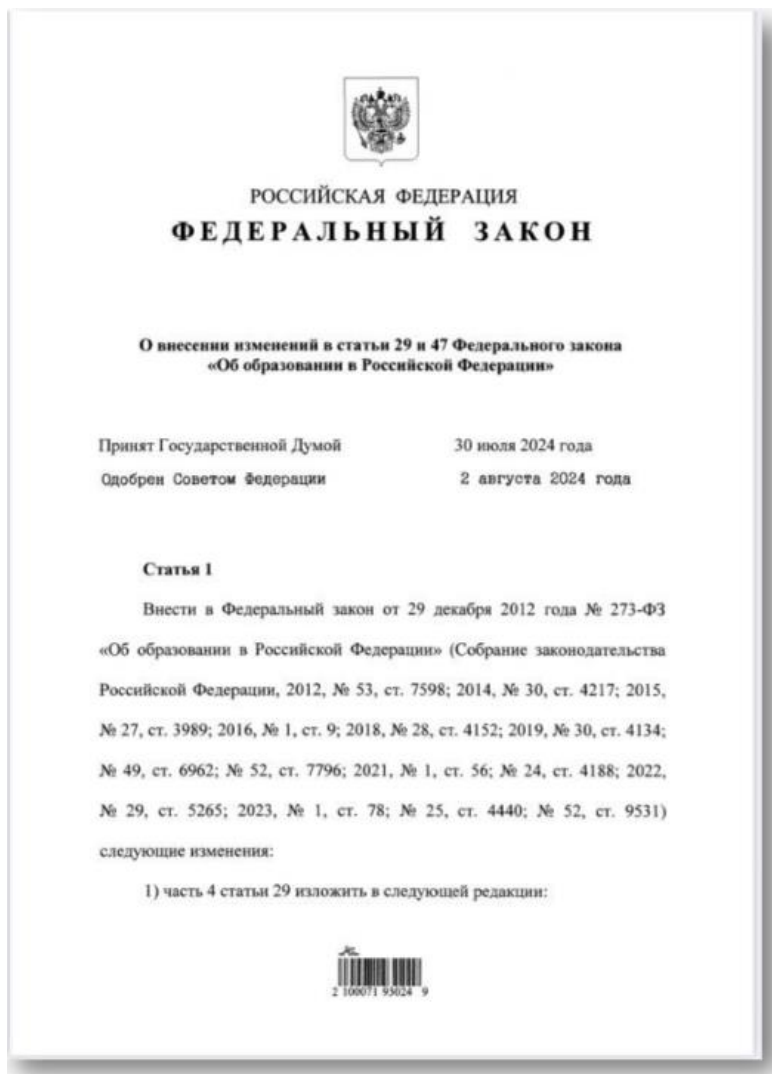 РОССИЙСКАЯ ФЕДЕРАЦИЯ
ФЕДЕРАЛЬНЫЙ ЗАКОН
О внесении изменений в статьи 29 и 47 Федерального закона
«Об образовании в Российской Федерации»
Принят Государственной Думой 30 июля 2024 года
Одобрен Советом Федерации 2 августа 2024 года
Статья 1
Внести в Федеральный закон от 29 декабря 2012 года № 273-ФЗ
«Об образовании в Российской Федерации» (Собрание законодательства
Российской Федерации, 2012, № 53, ст. 7598; 2014, № 30, ст. 4217; 2015,
№ 27, ст. 3989; 2016, № 1, ст. 9; 2018, № 28, ст. 4152; 2019, № 30, ст. 4134;
№ 49, ст. 6962; № 52, ст. 7796; 2021, № 1, ст. 56; № 24, ст. 4188; 2022,
№ 29, ст. 5265; 2023, № 1, ст. 78; № 25, ст. 4440; № 52, ст. 9531)
следующие изменения:
1) часть 4 статьи 29 изложить в следующей редакции:
2 100071 95024 9